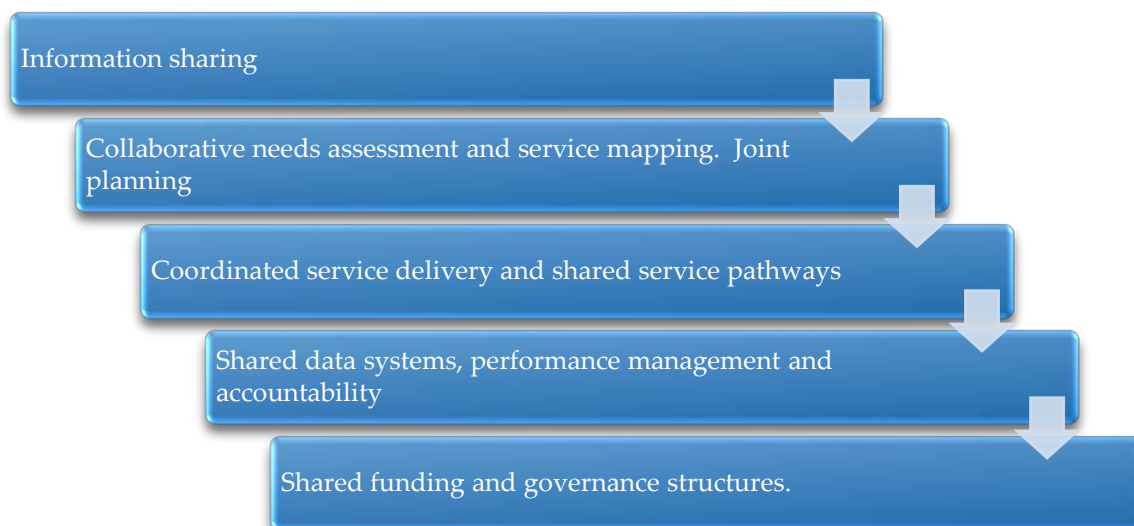 Information sharing
Collaborative needs assessment and service mapping.  Joint
planning
Coordinated service delivery and shared service pathways
Shared data systems, performance management and
accountability
Shared funding and governance structures.